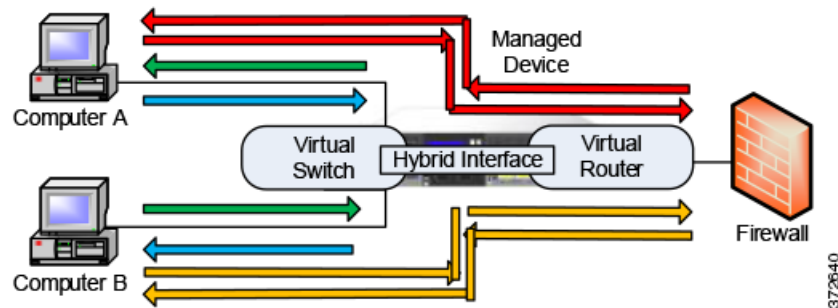 Managed
Device
Computer A
Virtual
Switch
Hybrid Interface
Virtual
Router
Firewall
Computer B
372640